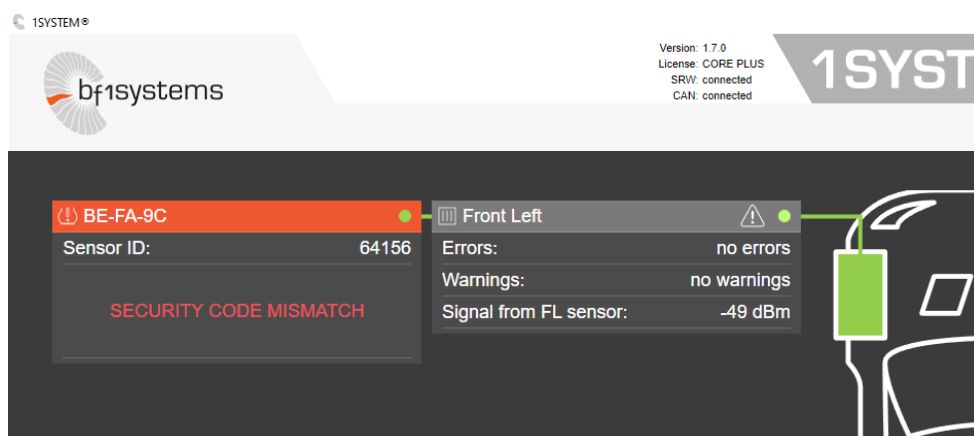 1SYSTEM®
bf1systems
Version: 1.7.0
License: CORE PLUS
SRW: connected
CAN: connected
1SYST
BE-FA-9C
Sensor ID: 64156
SECURITY CODE MISMATCH
Front Left
Errors: no errors
Warnings: no warnings
Signal from FL sensor: -49 dBm